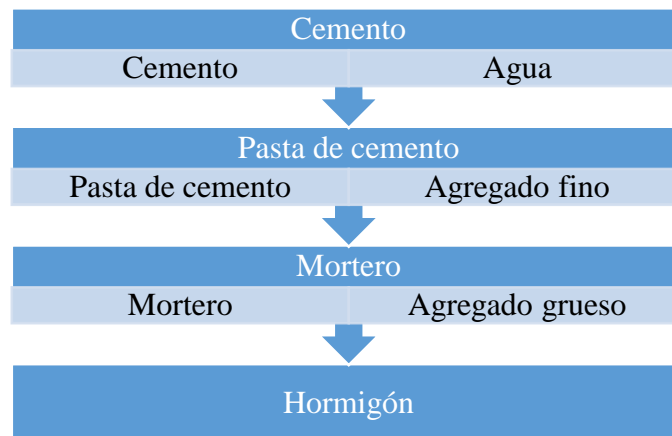 Cemento
Cemento Agua
Pasta de cemento
Pasta de cemento Agregado fino
Mortero
Mortero Agregado grueso
Hormigón